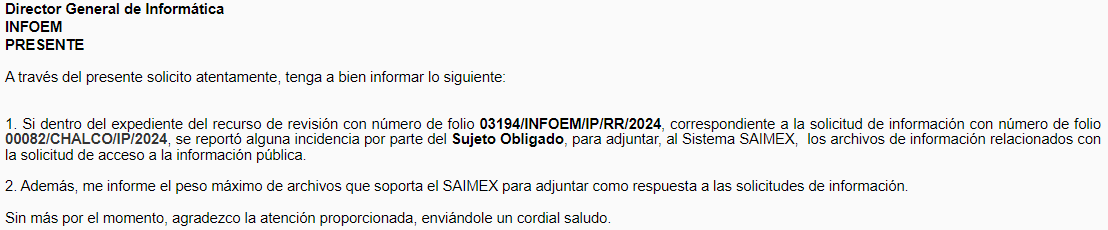 Director General de Informática
INFOEM
PRESENTE
A través del presente solicito atentamente, tenga a bien informar lo siguiente:
1. Si dentro del expediente del recurso de revisión con número de folio 03194/INFOEM/IP/RR/2024, correspondiente a la solicitud de información con número de folio
00082/CHALCO/IP/2024, se reportó alguna incidencia por parte del Sujeto Obligado, para adjuntar, al Sistema SAIMEX, los archivos de información relacionados con
la solicitud de acceso a la información pública.
2. Además, me informe el peso máximo de archivos que soporta el SAIMEX para adjuntar como respuesta a las solicitudes de información.
Sin más por el momento, agradezco la atención proporcionada, enviándole un cordial saludo.